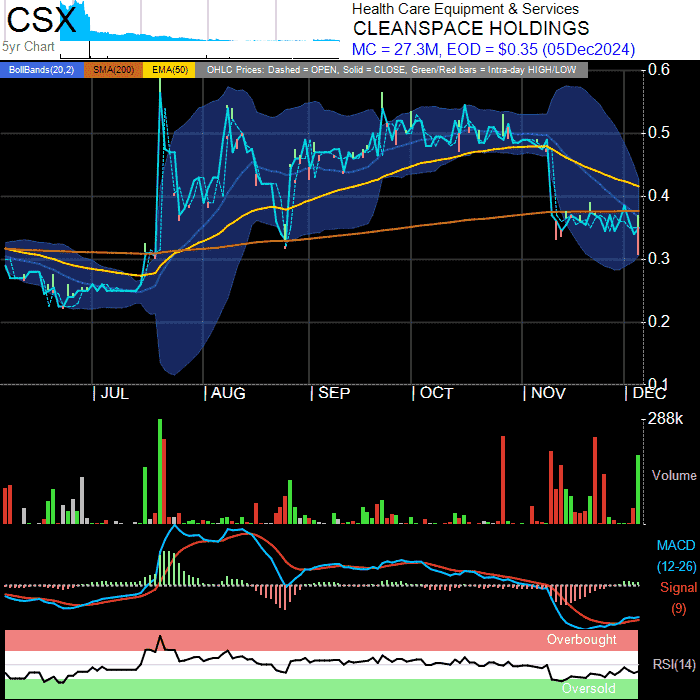 CSX
5yr Chart
Health Care Equipment & Services
CLEANSPACE HOLDINGS
MC = 27.3M, EOD = $0.35 (05Dec2024)
BollBands(20,2) SMA(200) EMA(50) OHLC Prices: Dashed = OPEN, Solid = CLOSE, Green/Red bars = Intra-day HIGH/LOW
0.6
0.5
0.4
0.3
0.2
0.1
JUL AUG SEP OCT NOV DEC
288k
Volume
MACD
(12-26)
Signal
(9)
Overbought
RSI(14)
Oversold